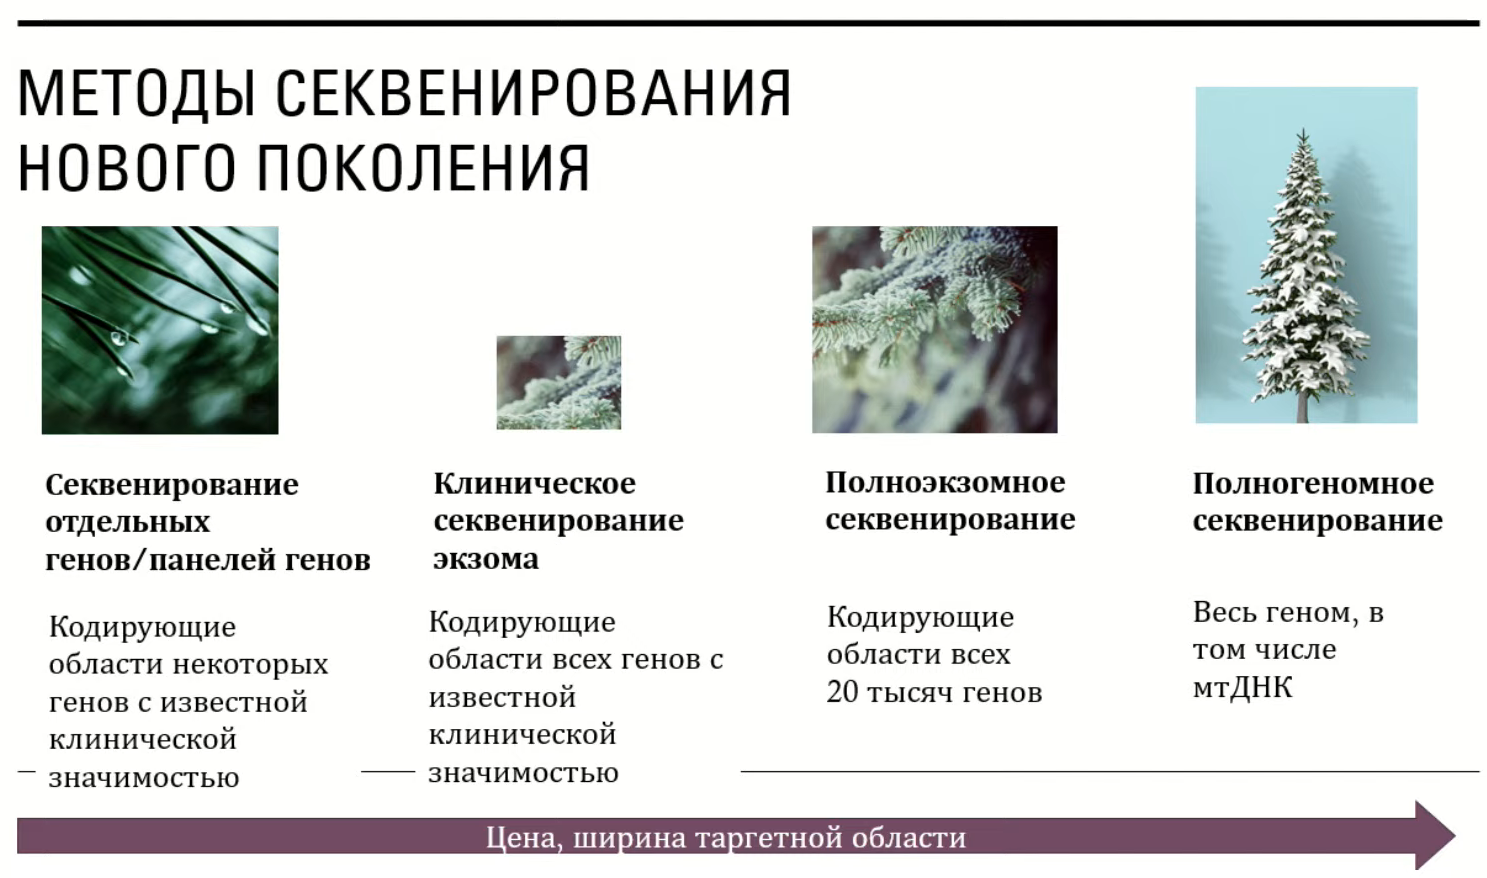 МЕТОДЫ СЕКВЕНИРОВАНИЯ
НОВОГО ПОКОЛЕНИЯ
Секвенирование
отдельных
генов/панелей генов
Кодирующие
области некоторых
генов с известной
клинической
значимостью
Клиническое
секвенирование
экзома
Кодирующие
области всех генов с
известной
клинической
значимостью
Полноэкзомное
секвенирование
Кодирующие
области всех
20 тысяч генов
Полногеномное
секвенирование
Весь геном, в
том числе
мтДНК
Цена, ширина таргетной области